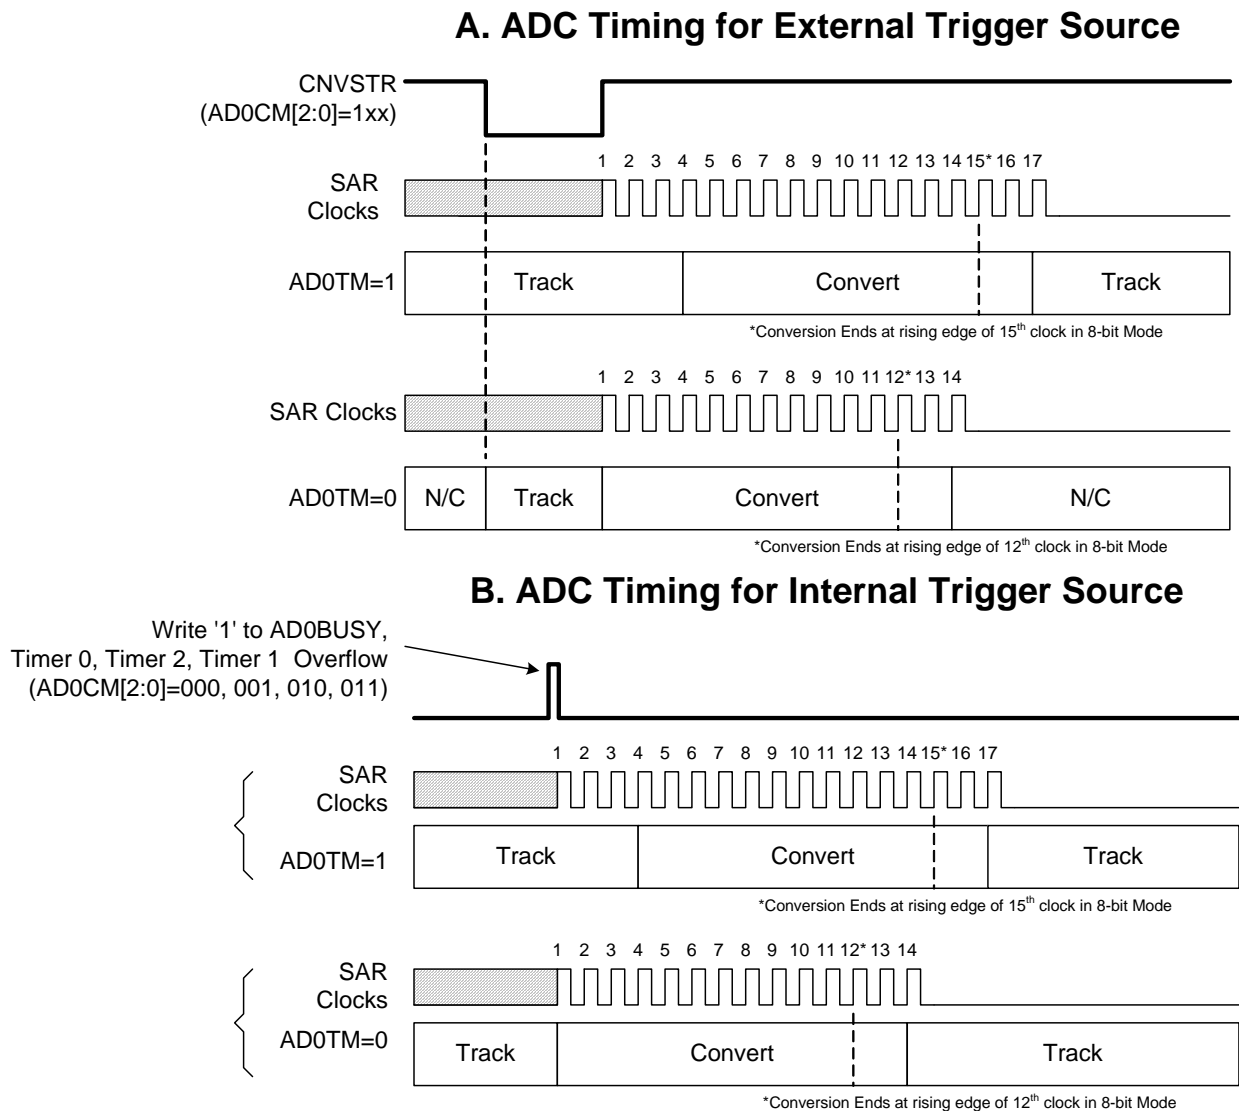 A. ADC Timing for External Trigger Source
CNVSTR
(AD0CM[2:0]=1xx)
1 2 3 4 5 6 7 8 9 10 11 12 13 14 15* 16 17
SAR
Clocks
AD0TM=1
Track
Convert
Track
*Conversion Ends at rising edge of 15th clock in 8-bit Mode
1 2 3 4 5 6 7 8 9 10 11 12* 13 14
SAR Clocks
AD0TM=0
N/C
Track
Convert
N/C
*Conversion Ends at rising edge of 12th clock in 8-bit Mode
B. ADC Timing for Internal Trigger Source
Write '1' to AD0BUSY,
Timer 0, Timer 2, Timer 1 Overflow
(AD0CM[2:0]=000, 001, 010, 011)
1 2 3 4 5 6 7 8 9 10 11 12 13 14 15* 16 17
SAR
Clocks
AD0TM=1
Track
Convert
Track
*Conversion Ends at rising edge of 15th clock in 8-bit Mode
1 2 3 4 5 6 7 8 9 10 11 12* 13 14
SAR
Clocks
AD0TM=0
Track
Convert
Track
*Conversion Ends at rising edge of 12th clock in 8-bit Mode